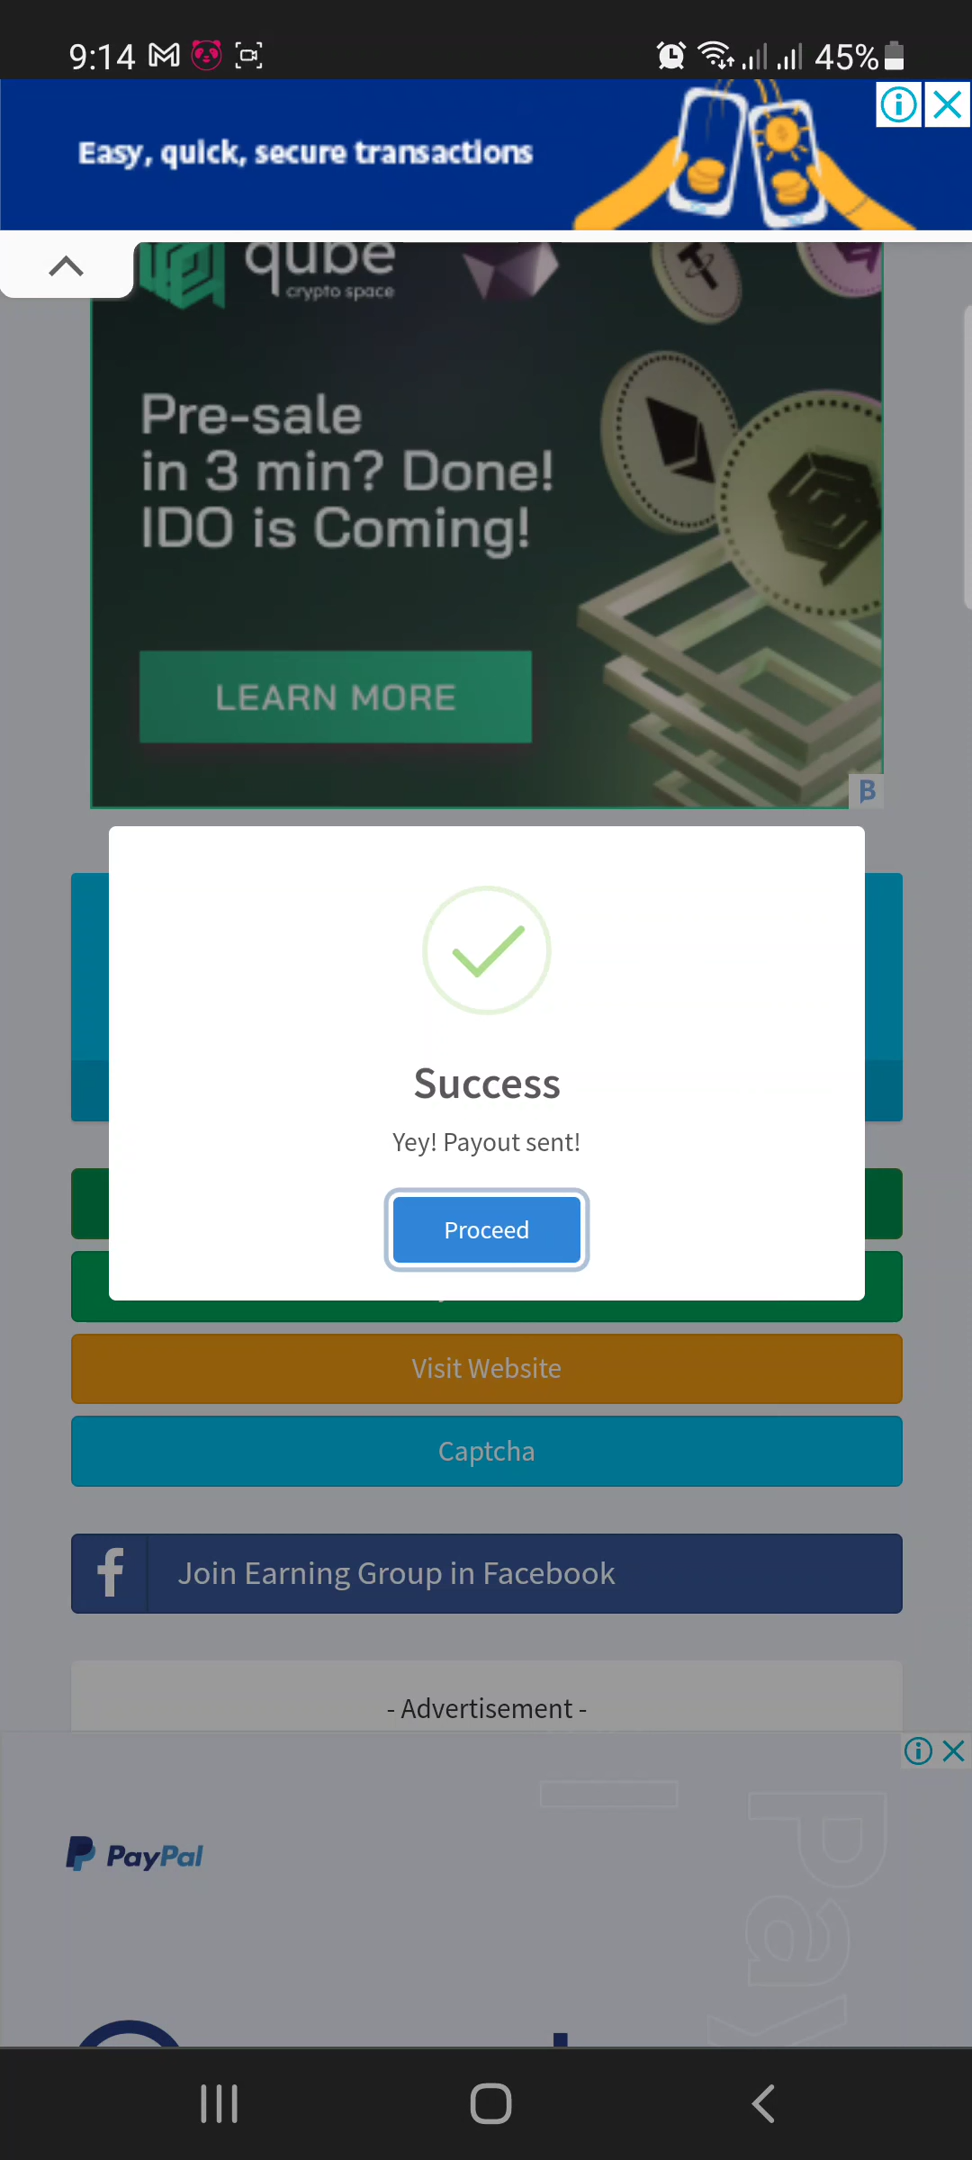 9:14
45%
Easy, quick, secure transactions
qube
crypto space
Pre-sale
in 3 min? Done!
IDO is Coming!
LEARN MORE
B
Success
Yey! Payout sent!
Proceed
Visit Website
Captcha
Join Earning Group in Facebook
- Advertisement -
PayPal
Pay